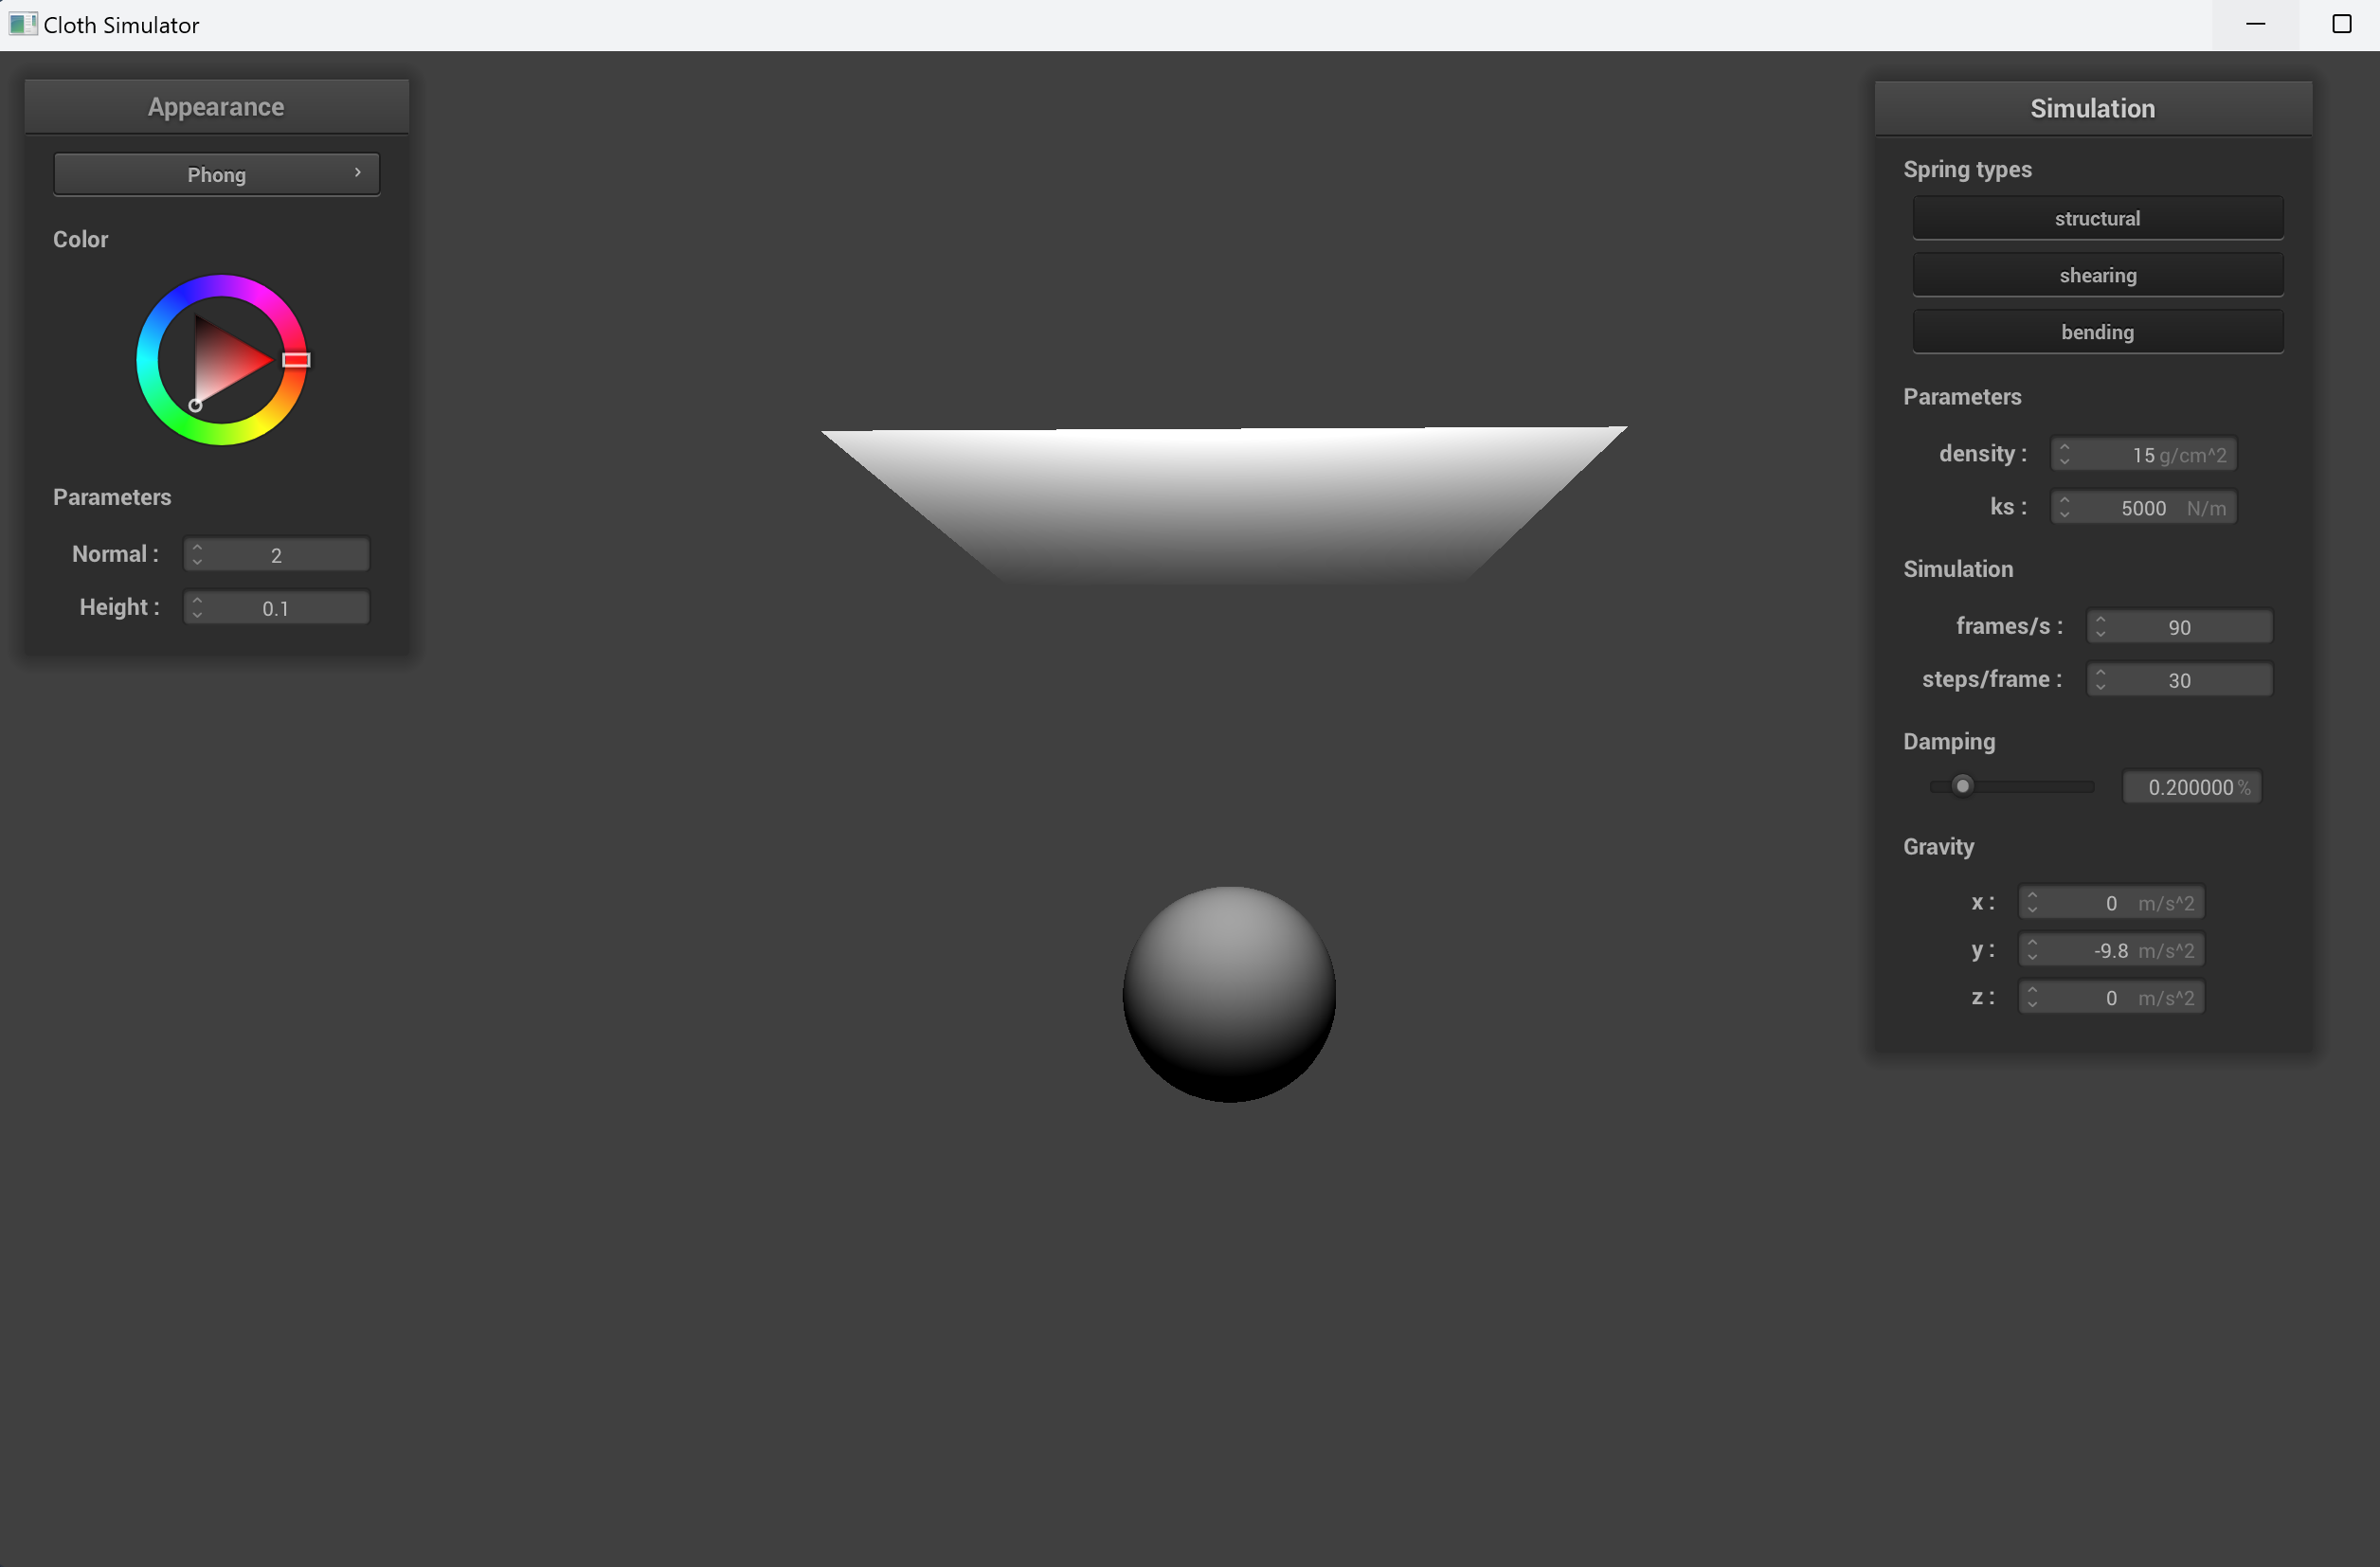 Cloth Simulator
Appearance
Phong
Color
Parameters
Normal : 2
Height : 0.1
Simulation
Spring types
structural
shearing
bending
Parameters
density : 15 g/cm^2
ks : 5000 N/m
Simulation
frames/s : 90
steps/frame : 30
Damping
0.200000 %
Gravity
x : 0 m/s^2
y : -9.8 m/s^2
z : 0 m/s^2